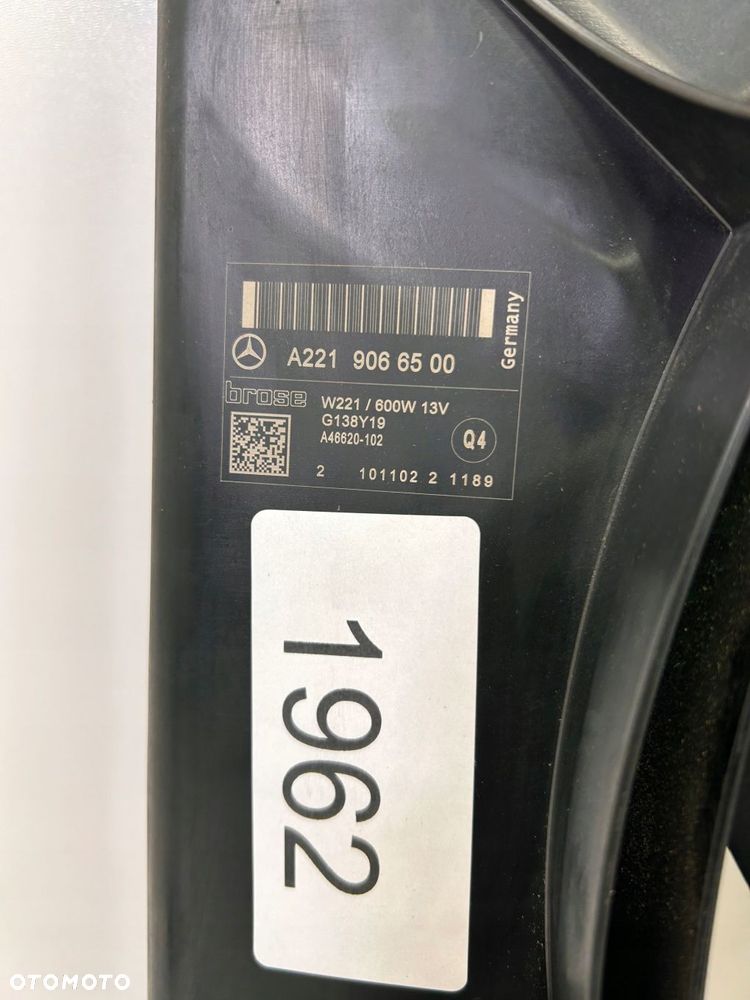 Germany
A221 906 65 00
brose
W221 / 600W 13V
G138Y19
A46620-102
Q4
2 101102 2 1189
1962
OTOMOTO